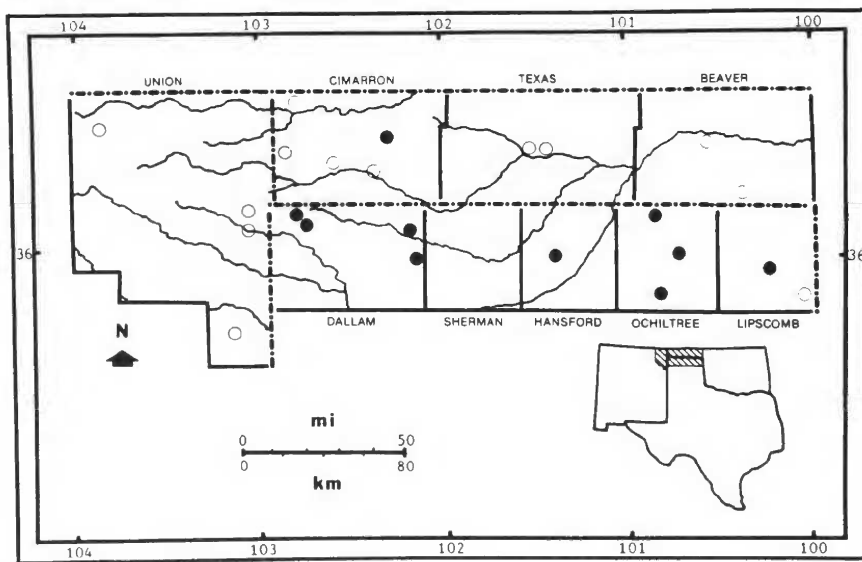 104 103 102 101 100
UNION CIMARRON TEXAS BEAVER
36 36
DALLAM SHERMAN HANSFORD OCHILTREE LIPSCOMB
N
mi
0 50
0 80
km
104 103 102 101 100